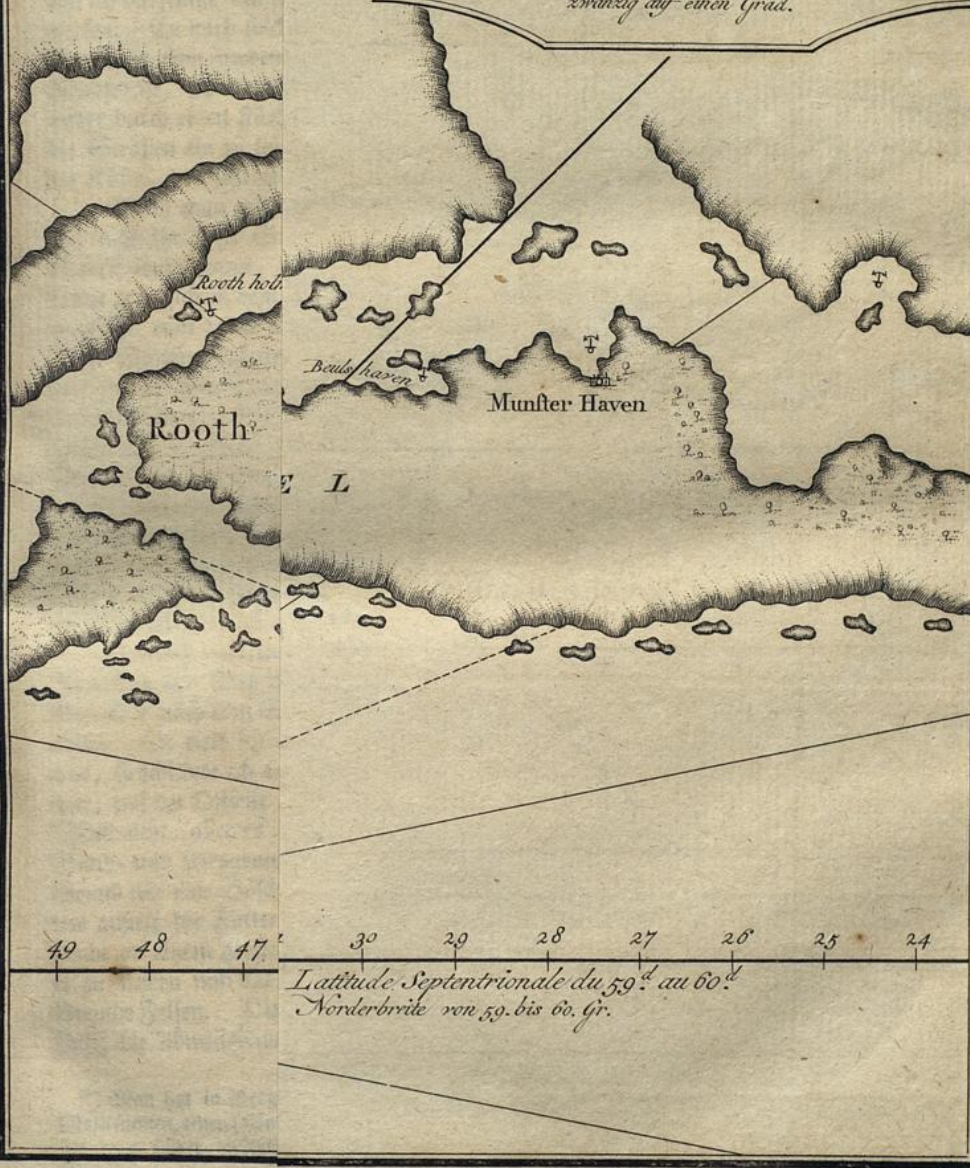 zwanzig auf einen Grad.
Rooth
Beuls haven
Munſter Haven
Rooth
E L
49 48 47 30 29 28 27 26 25 24
Latitude Septentrionale du 59.d au 60.d
Norderbreite von 59. bis 60. Gr.